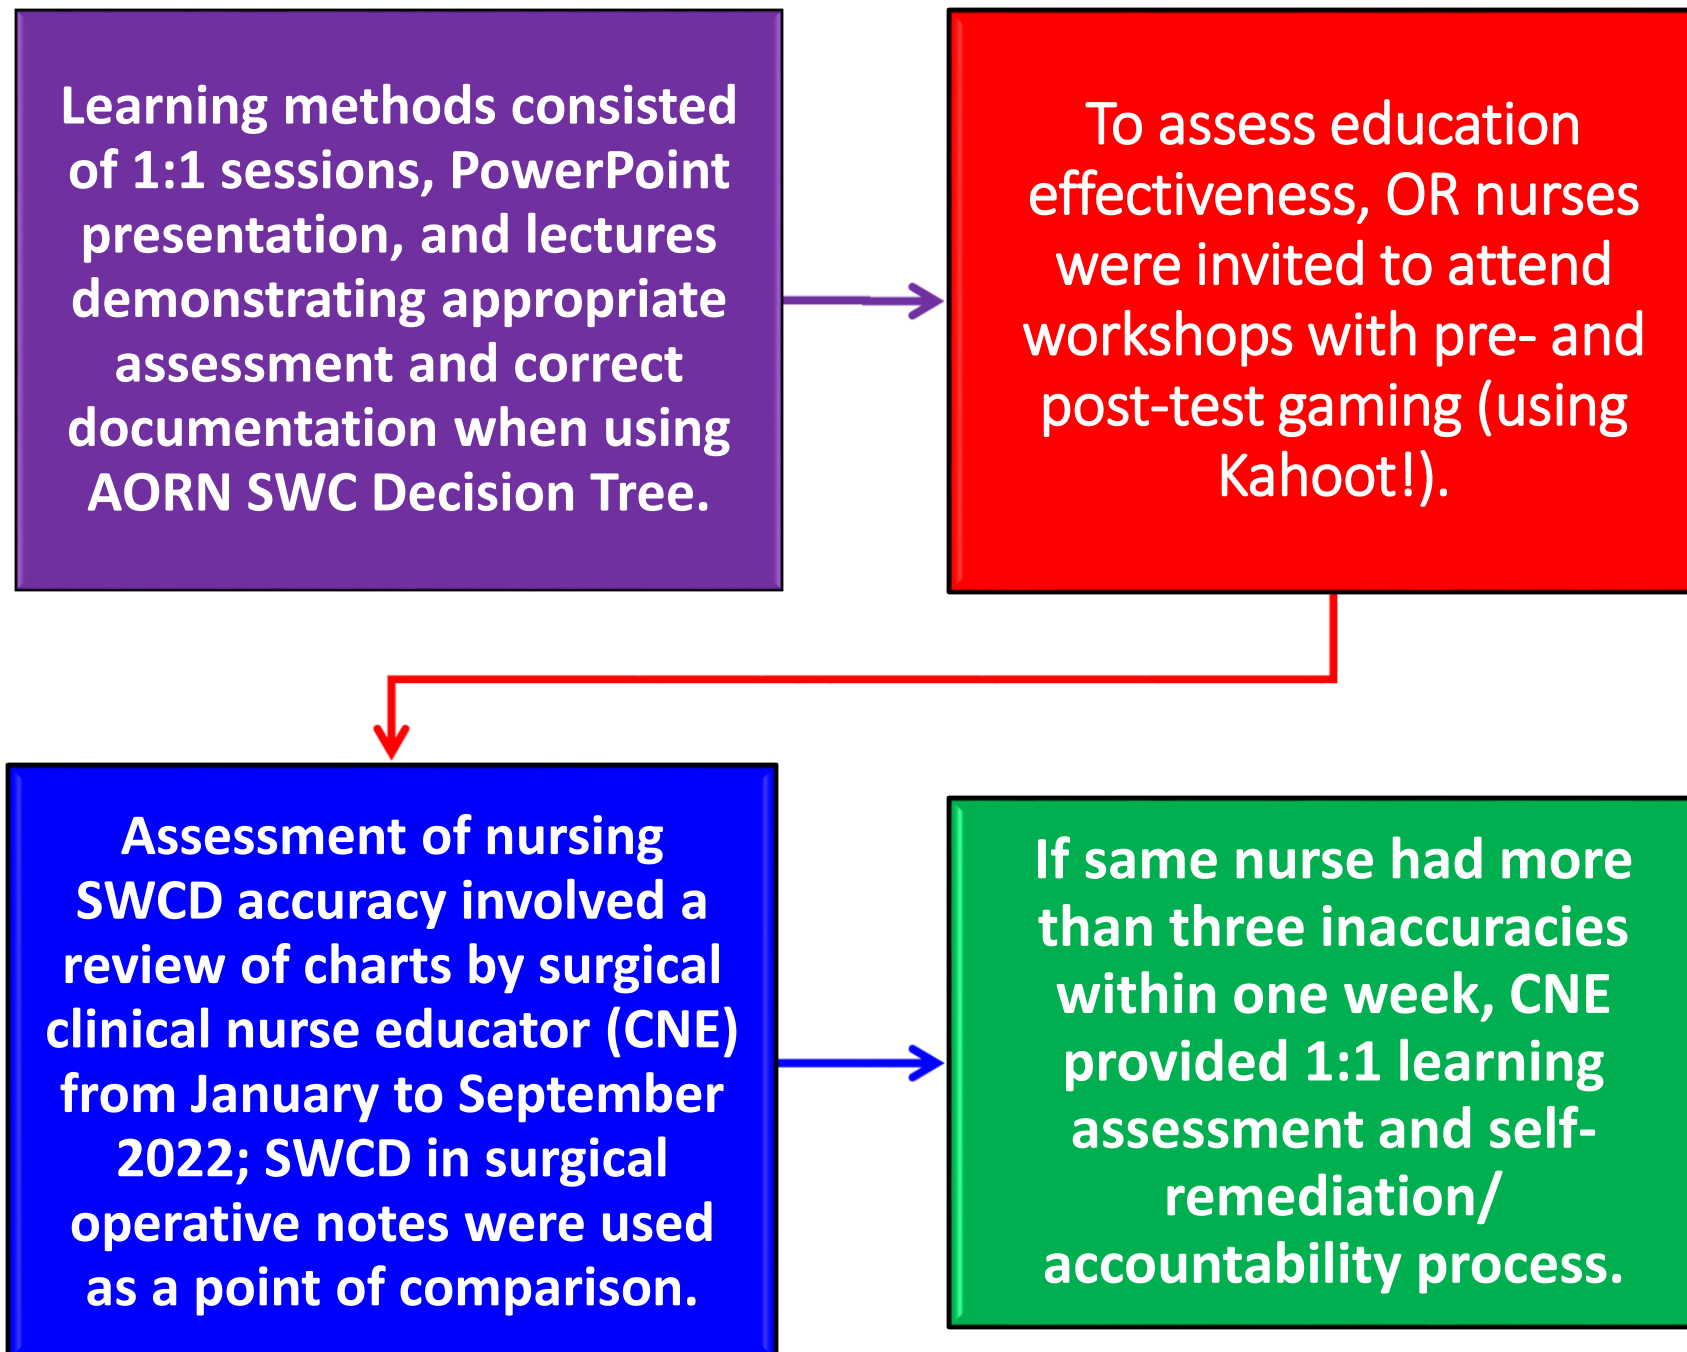 Learning methods consisted
of 1:1 sessions, PowerPoint
presentation, and lectures
demonstrating appropriate
assessment and correct
documentation when using
AORN SWC Decision Tree.
To assess education
effectiveness, OR nurses
were invited to attend
workshops with pre- and
post-test gaming (using
Kahoot!).
Assessment of nursing
SWCD accuracy involved a
review of charts by surgical
clinical nurse educator (CNE)
from January to September
2022; SWCD in surgical
operative notes were used
as a point of comparison.
If same nurse had more
than three inaccuracies
within one week, CNE
provided 1:1 learning
assessment and self-
remediation/
accountability process.